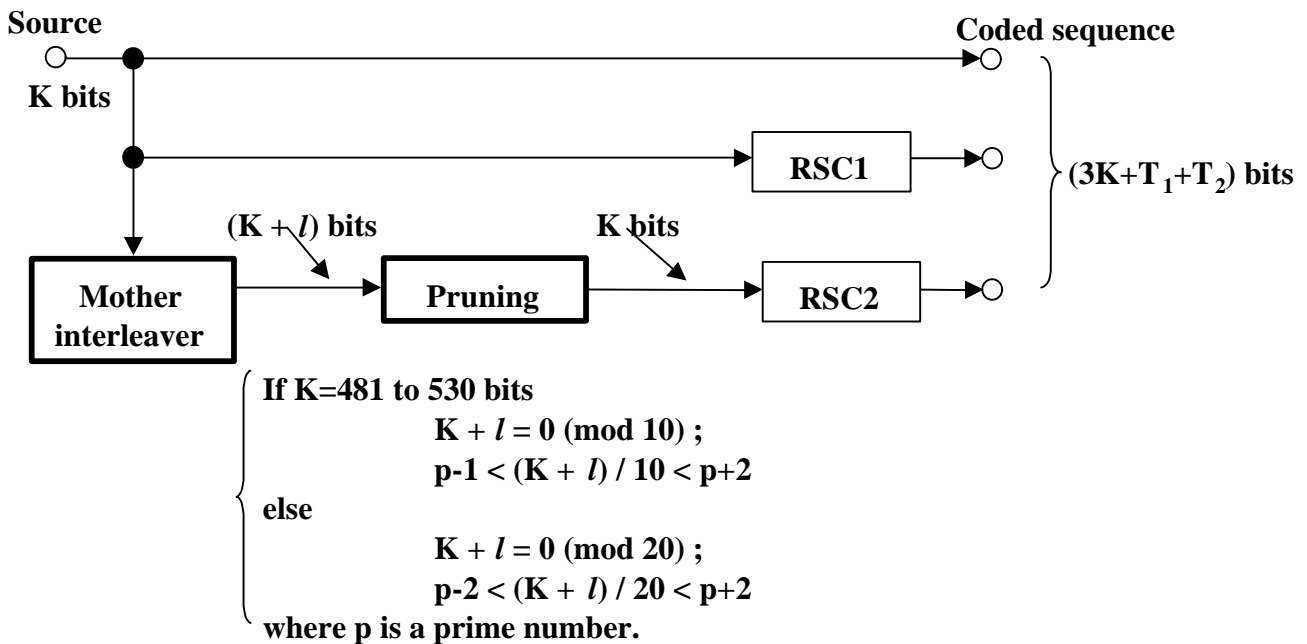 Source
Coded sequence
K bits
RSC1
(3K+T1+T2) bits
(K + l) bits
K bits
Mother
interleaver
Pruning
RSC2
If K=481 to 530 bits
K + l = 0 (mod 10) ;
p-1 < (K + l) / 10 < p+2
else
K + l = 0 (mod 20) ;
p-2 < (K + l) / 20 < p+2
where p is a prime number.